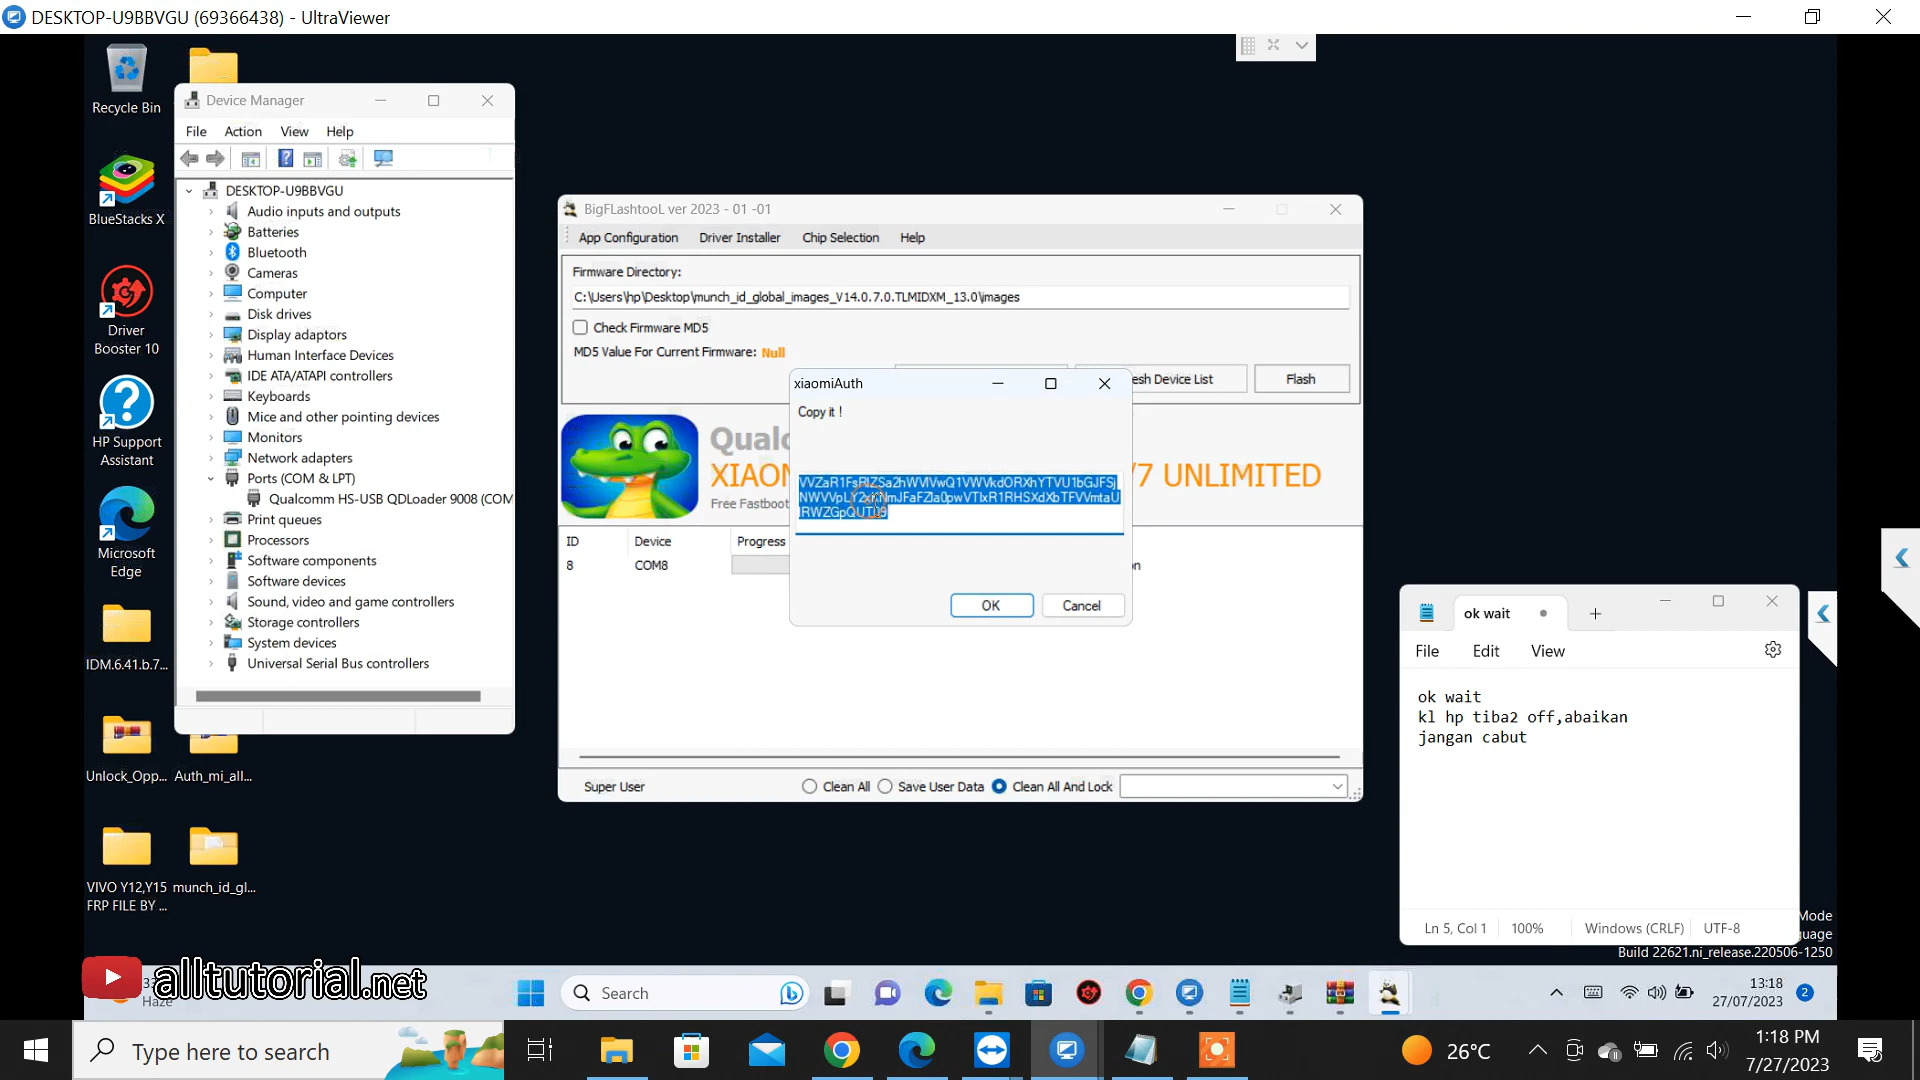 DESKTOP-U9BBVGU (69366438) - UltraViewer
Recycle Bin
BlueStacks X
Driver
Booster 10
HP Support
Assistant
Microsoft
Edge
IDM.6.41.b.7...
Unlock_Opp...
Auth_mi_all...
VIVO Y12,Y15
FRP FILE BY ...
munch_id_gl...
Device Manager
File Action View Help
DESKTOP-U9BBVGU
Audio inputs and outputs
Batteries
Bluetooth
Cameras
Computer
Disk drives
Display adaptors
Human Interface Devices
IDE ATA/ATAPI controllers
Keyboards
Mice and other pointing devices
Monitors
Network adapters
Ports (COM & LPT)
Qualcomm HS-USB QDLoader 9008 (COM
Print queues
Processors
Software components
Software devices
Sound, video and game controllers
Storage controllers
System devices
Universal Serial Bus controllers
BigFLashtooL ver 2023 - 01 -01
App Configuration Driver Installer Chip Selection Help
Firmware Directory:
C:\Users\hp\Desktop\munch_id_global_images_V14.0.7.0.TLMIDXM_13.0\images
Check Firmware MD5
MD5 Value For Current Firmware: Null
esh Device List
Flash
Qualc
XIAOM
/7 UNLIMITED
Free Fastboot
ID Device Progress
8 COM8
on
Super User
Clean All Save User Data Clean All And Lock
xiaomiAuth
Copy it !
OK Cancel
ok wait
File Edit View
ok wait
kl hp tiba2 off,abaikan
jangan cabut
Ln 5, Col 1 100% Windows (CRLF) UTF-8
Mode
guage
Build 22621.ni_release.220506-1250
alltutorial.net
Haze
Search
13:18
27/07/2023
2
Type here to search
26°C
1:18 PM
7/27/2023